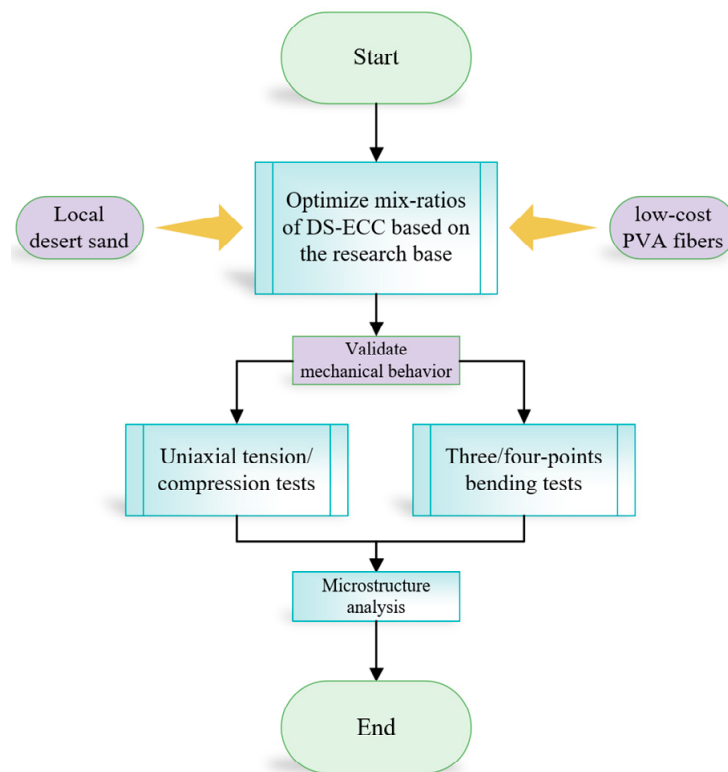 Start
Local
desert sand
Optimize mix-ratios
of DS-ECC based on
the research base
low-cost
PVA fibers
Validate
mechanical behavior
Uniaxial tension/
compression tests
Three/four-points
bending tests
Microstructure
analysis
End